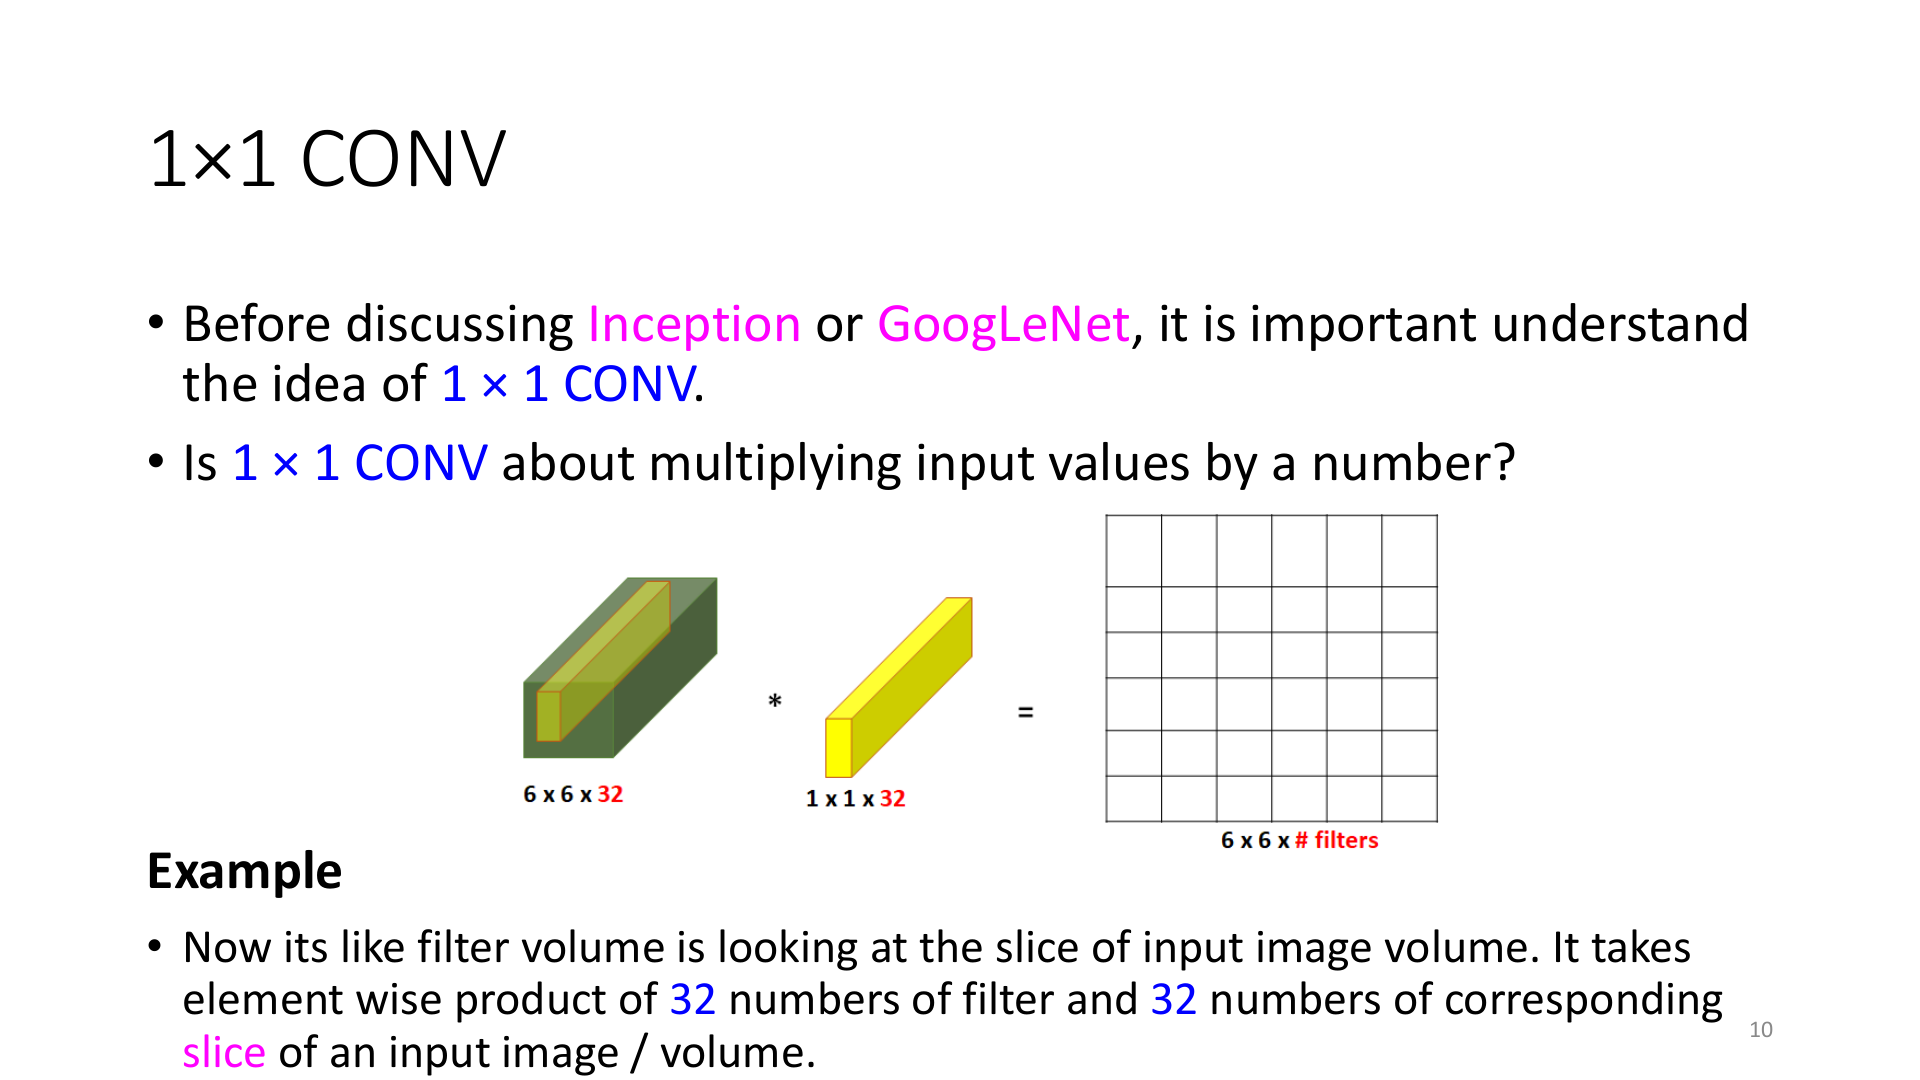 1×1 CONV
• Before discussing Inception or GoogLeNet, it is important understand
the idea of 1 × 1 CONV.
• Is 1 × 1 CONV about multiplying input values by a number?
*
=
6 x 6 x 32
1 x 1 x 32
6 x 6 x # filters
Example
• Now its like filter volume is looking at the slice of input image volume. It takes
element wise product of 32 numbers of filter and 32 numbers of corresponding
slice of an input image / volume.
10